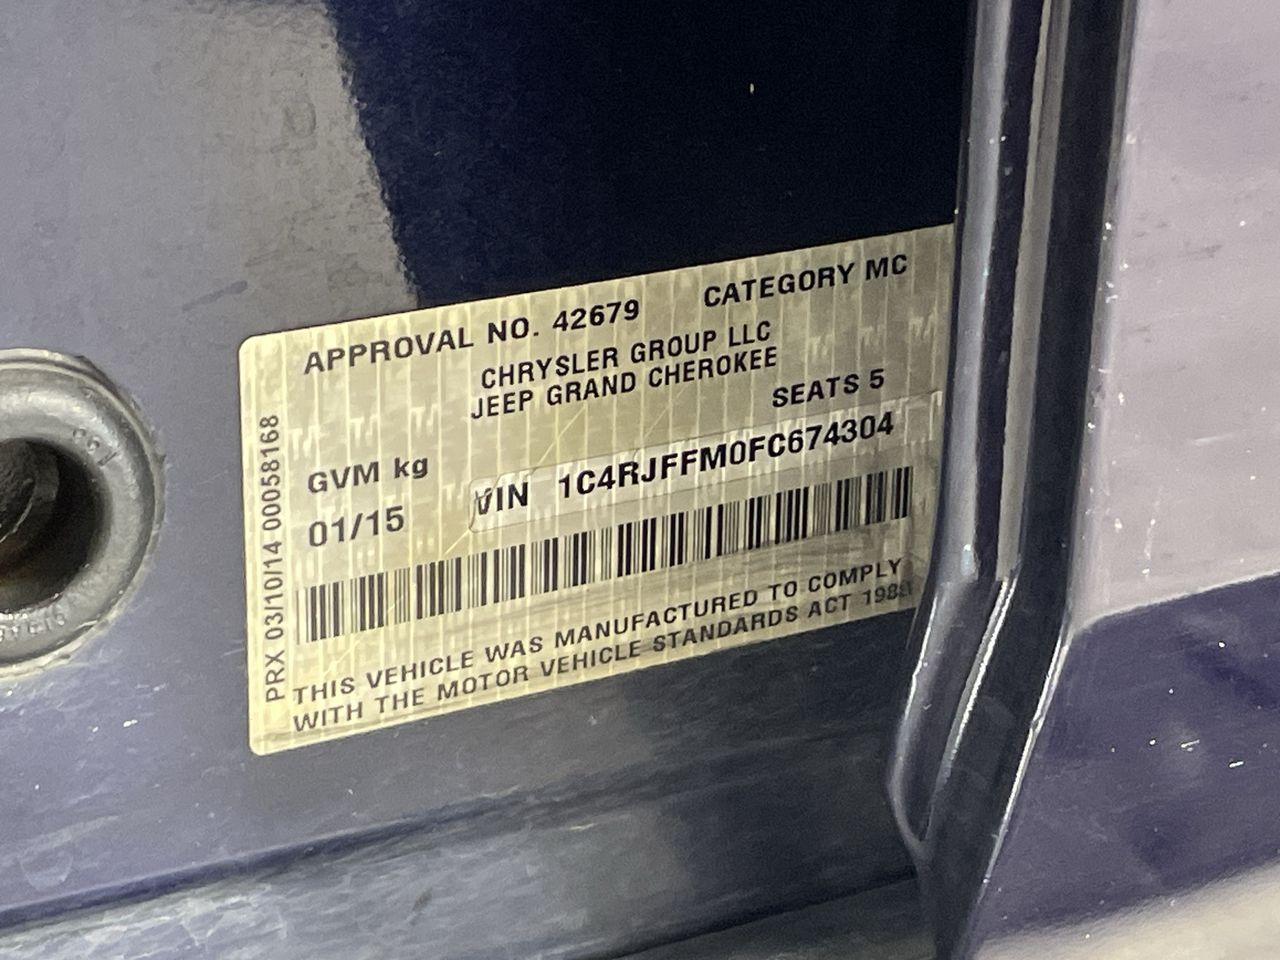 APPROVAL NO. 42679 CATEGORY MC
CHRYSLER GROUP LLC
JEEP GRAND CHEROKEE
SEATS 5
GVM kg
VIN 1C4RJFFM0FC674304
01/15
THIS VEHICLE WAS MANUFACTURED TO COMPLY
WITH THE MOTOR VEHICLE STANDARDS ACT 1989
PRX 03/10/14 00058168